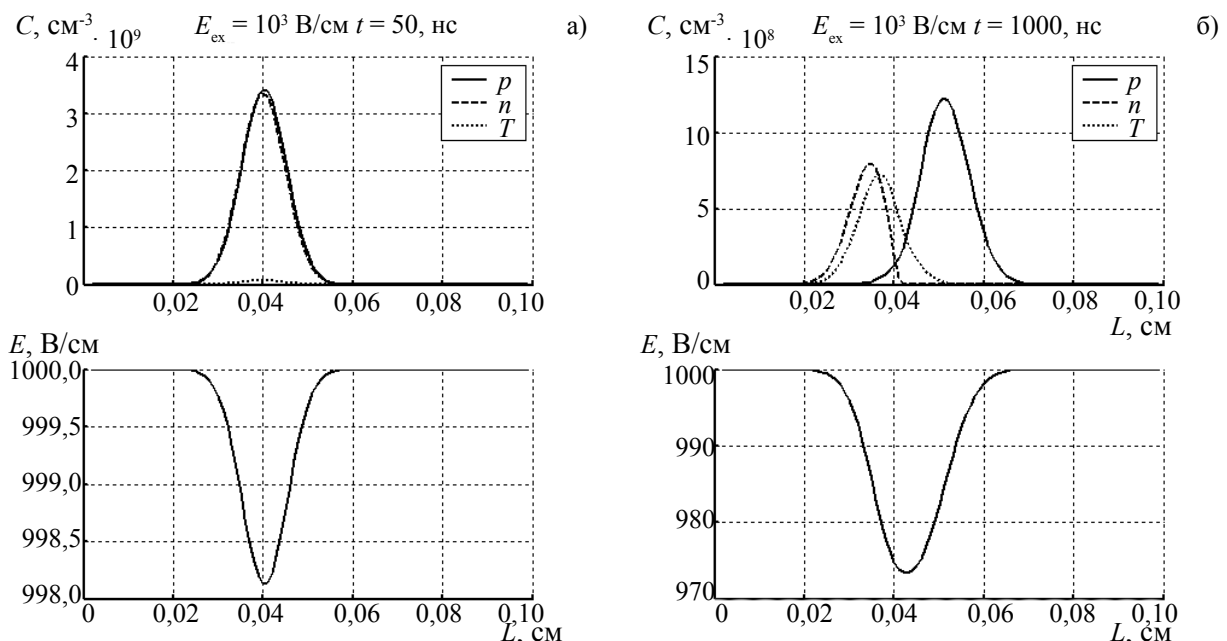 C, см⁻³ · 10⁹ E_ex = 10³ В/см t = 50, нс а)
4
3
2
1
0
p
n
T
0,02 0,04 0,06 0,08 0,10
E, В/см
1000,0
999,5
999,0
998,5
998,0
0 0,02 0,04 0,06 0,08 0,10
L, см
C, см⁻³ · 10⁸ E_ex = 10³ В/см t = 1000, нс б)
15
10
5
0
p
n
T
0,02 0,04 0,06 0,08 0,10
L, см
E, В/см
1000
990
980
970
0,02 0,04 0,06 0,08 0,10
L, см